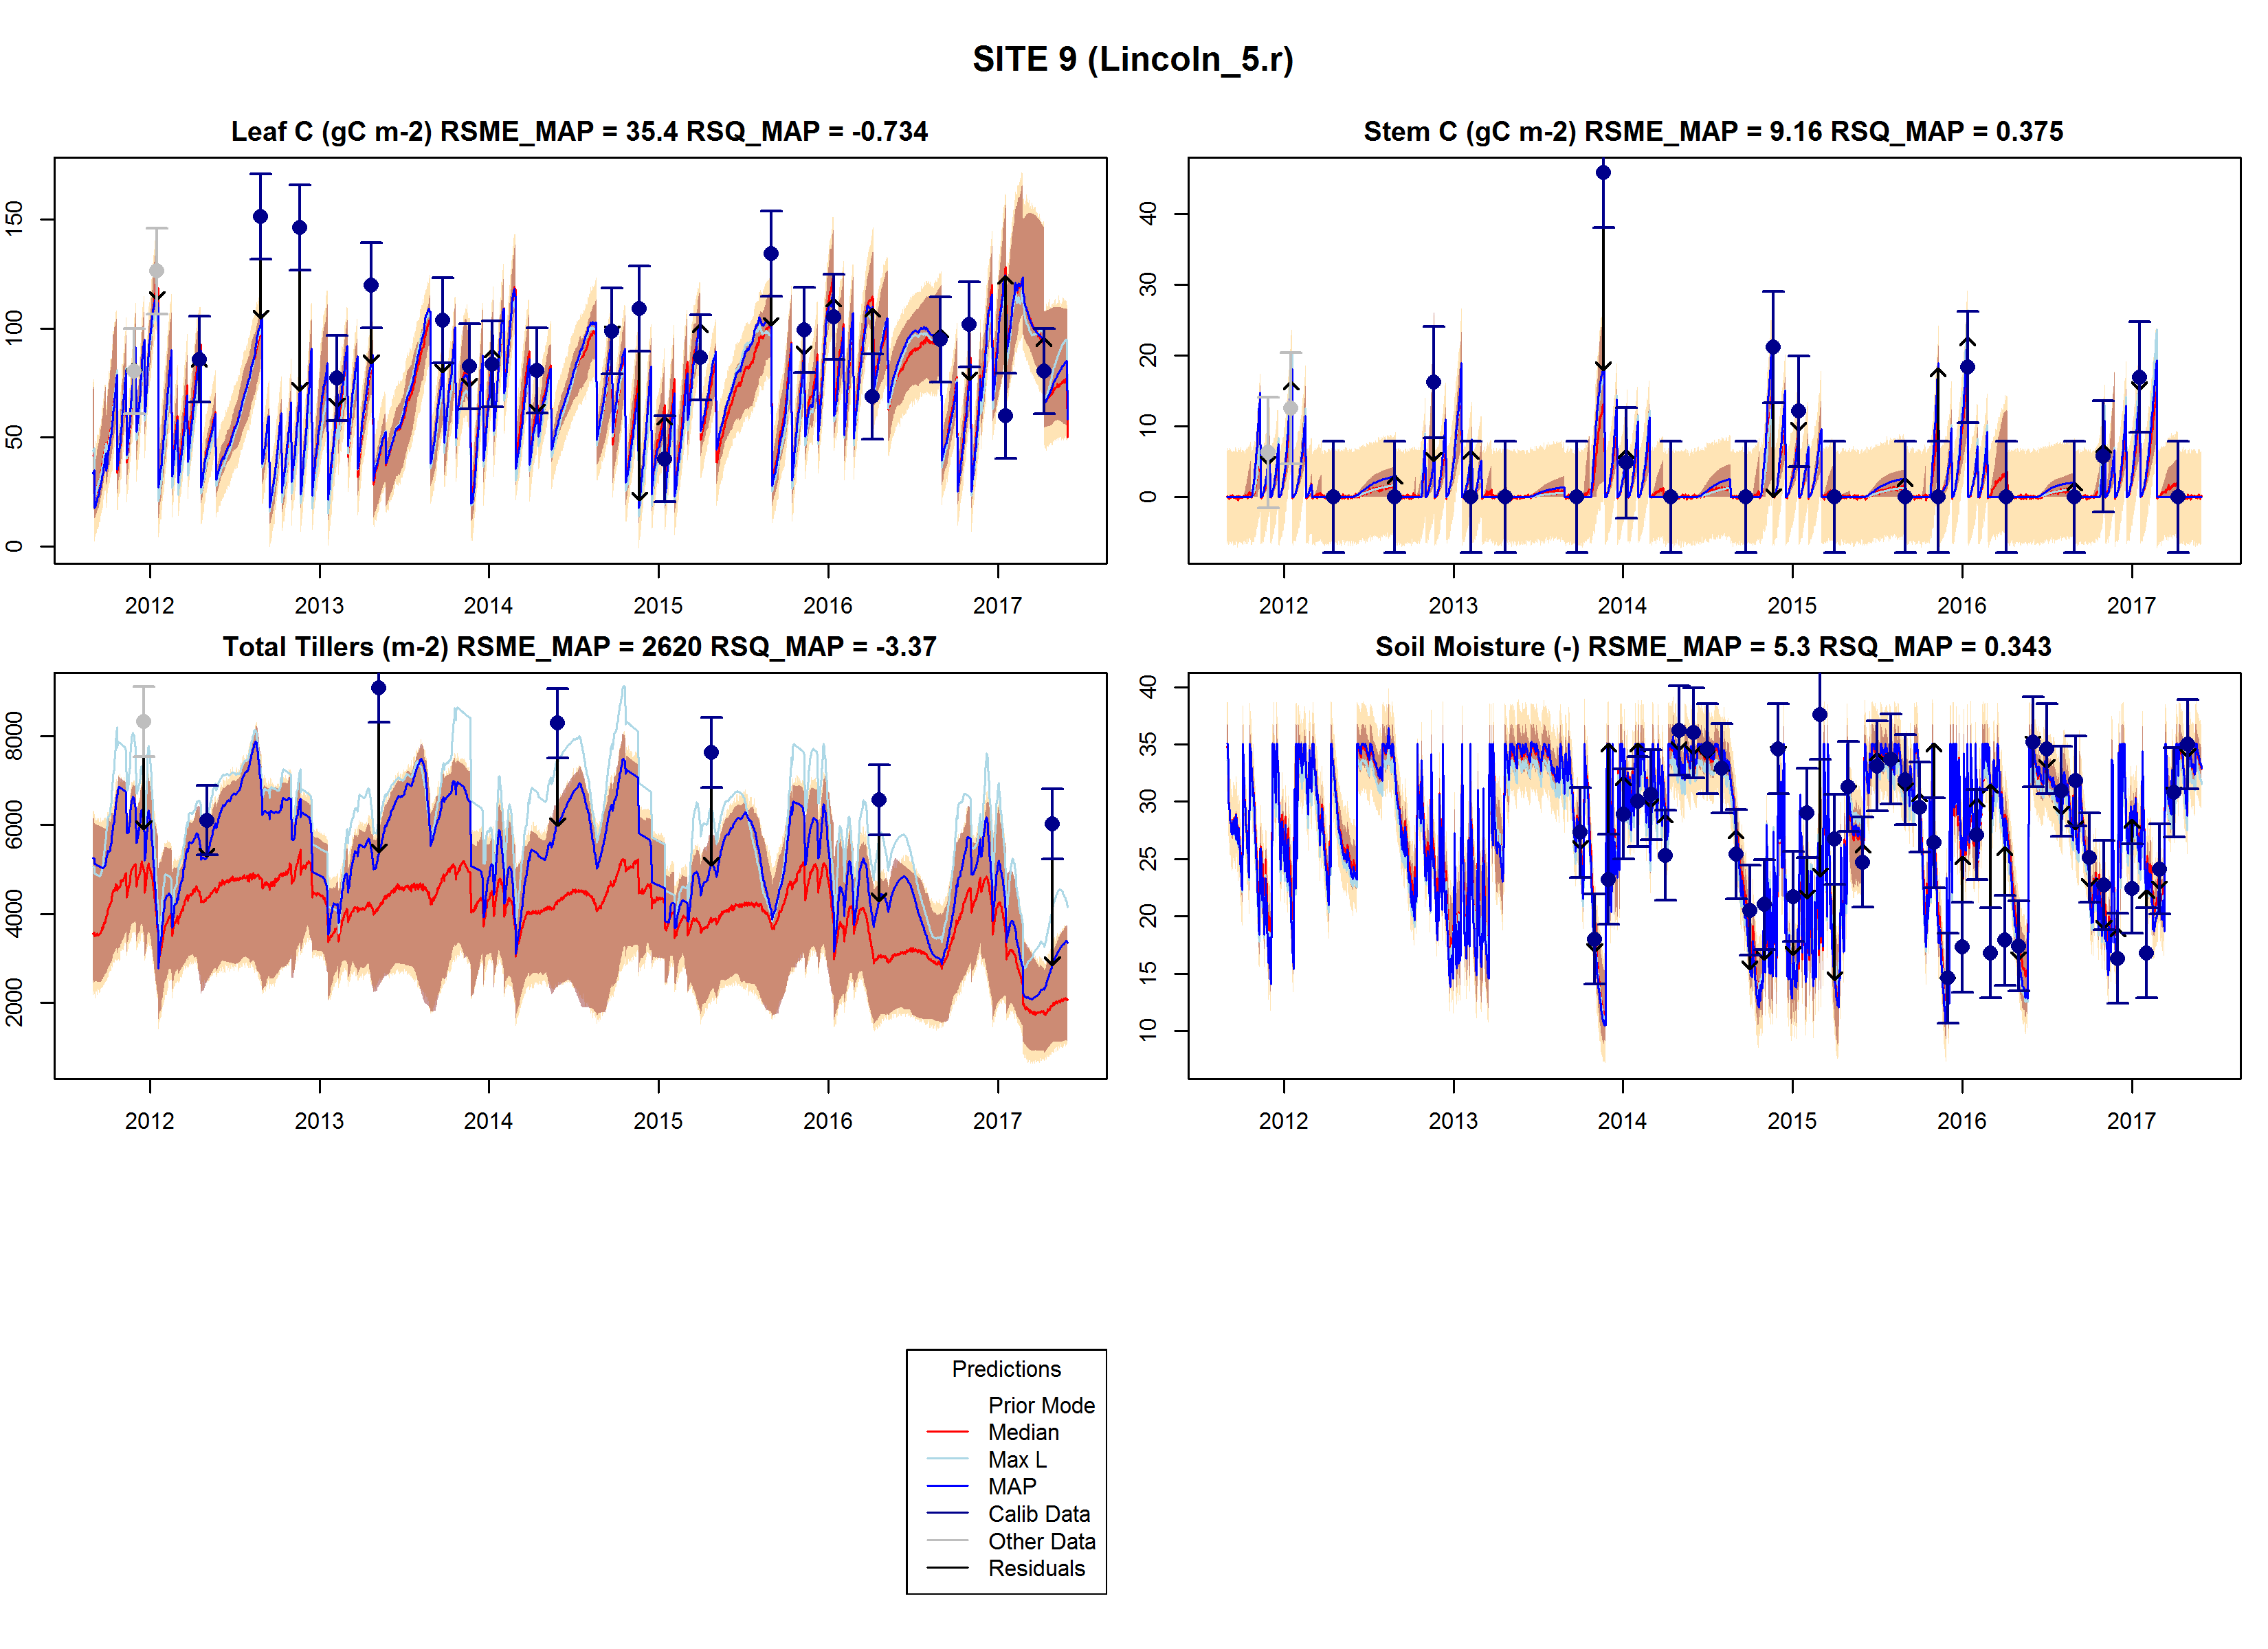 SITE 9 (Lincoln_5.r)
Leaf C (gC m-2) RSME_MAP = 35.4 RSQ_MAP = -0.734
150
100
50
0
2012 2013 2014 2015 2016 2017
Stem C (gC m-2) RSME_MAP = 9.16 RSQ_MAP = 0.375
40
30
20
10
0
2012 2013 2014 2015 2016 2017
Total Tillers (m-2) RSME_MAP = 2620 RSQ_MAP = -3.37
8000
6000
4000
2000
2012 2013 2014 2015 2016 2017
Soil Moisture (-) RSME_MAP = 5.3 RSQ_MAP = 0.343
40
35
30
25
20
15
10
2012 2013 2014 2015 2016 2017
Predictions
Prior Mode
Median
Max L
MAP
Calib Data
Other Data
Residuals